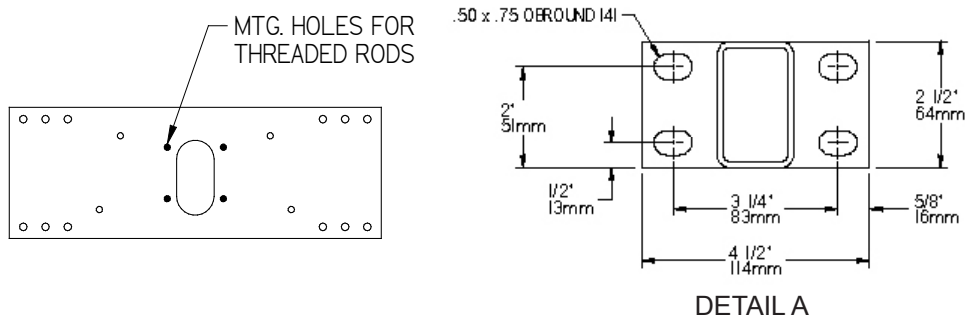 MTG. HOLES FOR
THREADED RODS
.50 x .75 OBROUND (4)
2"
51mm
1/2"
13mm
2 1/2"
64mm
3 1/4"
83mm
5/8"
16mm
4 1/2"
114mm
DETAIL A